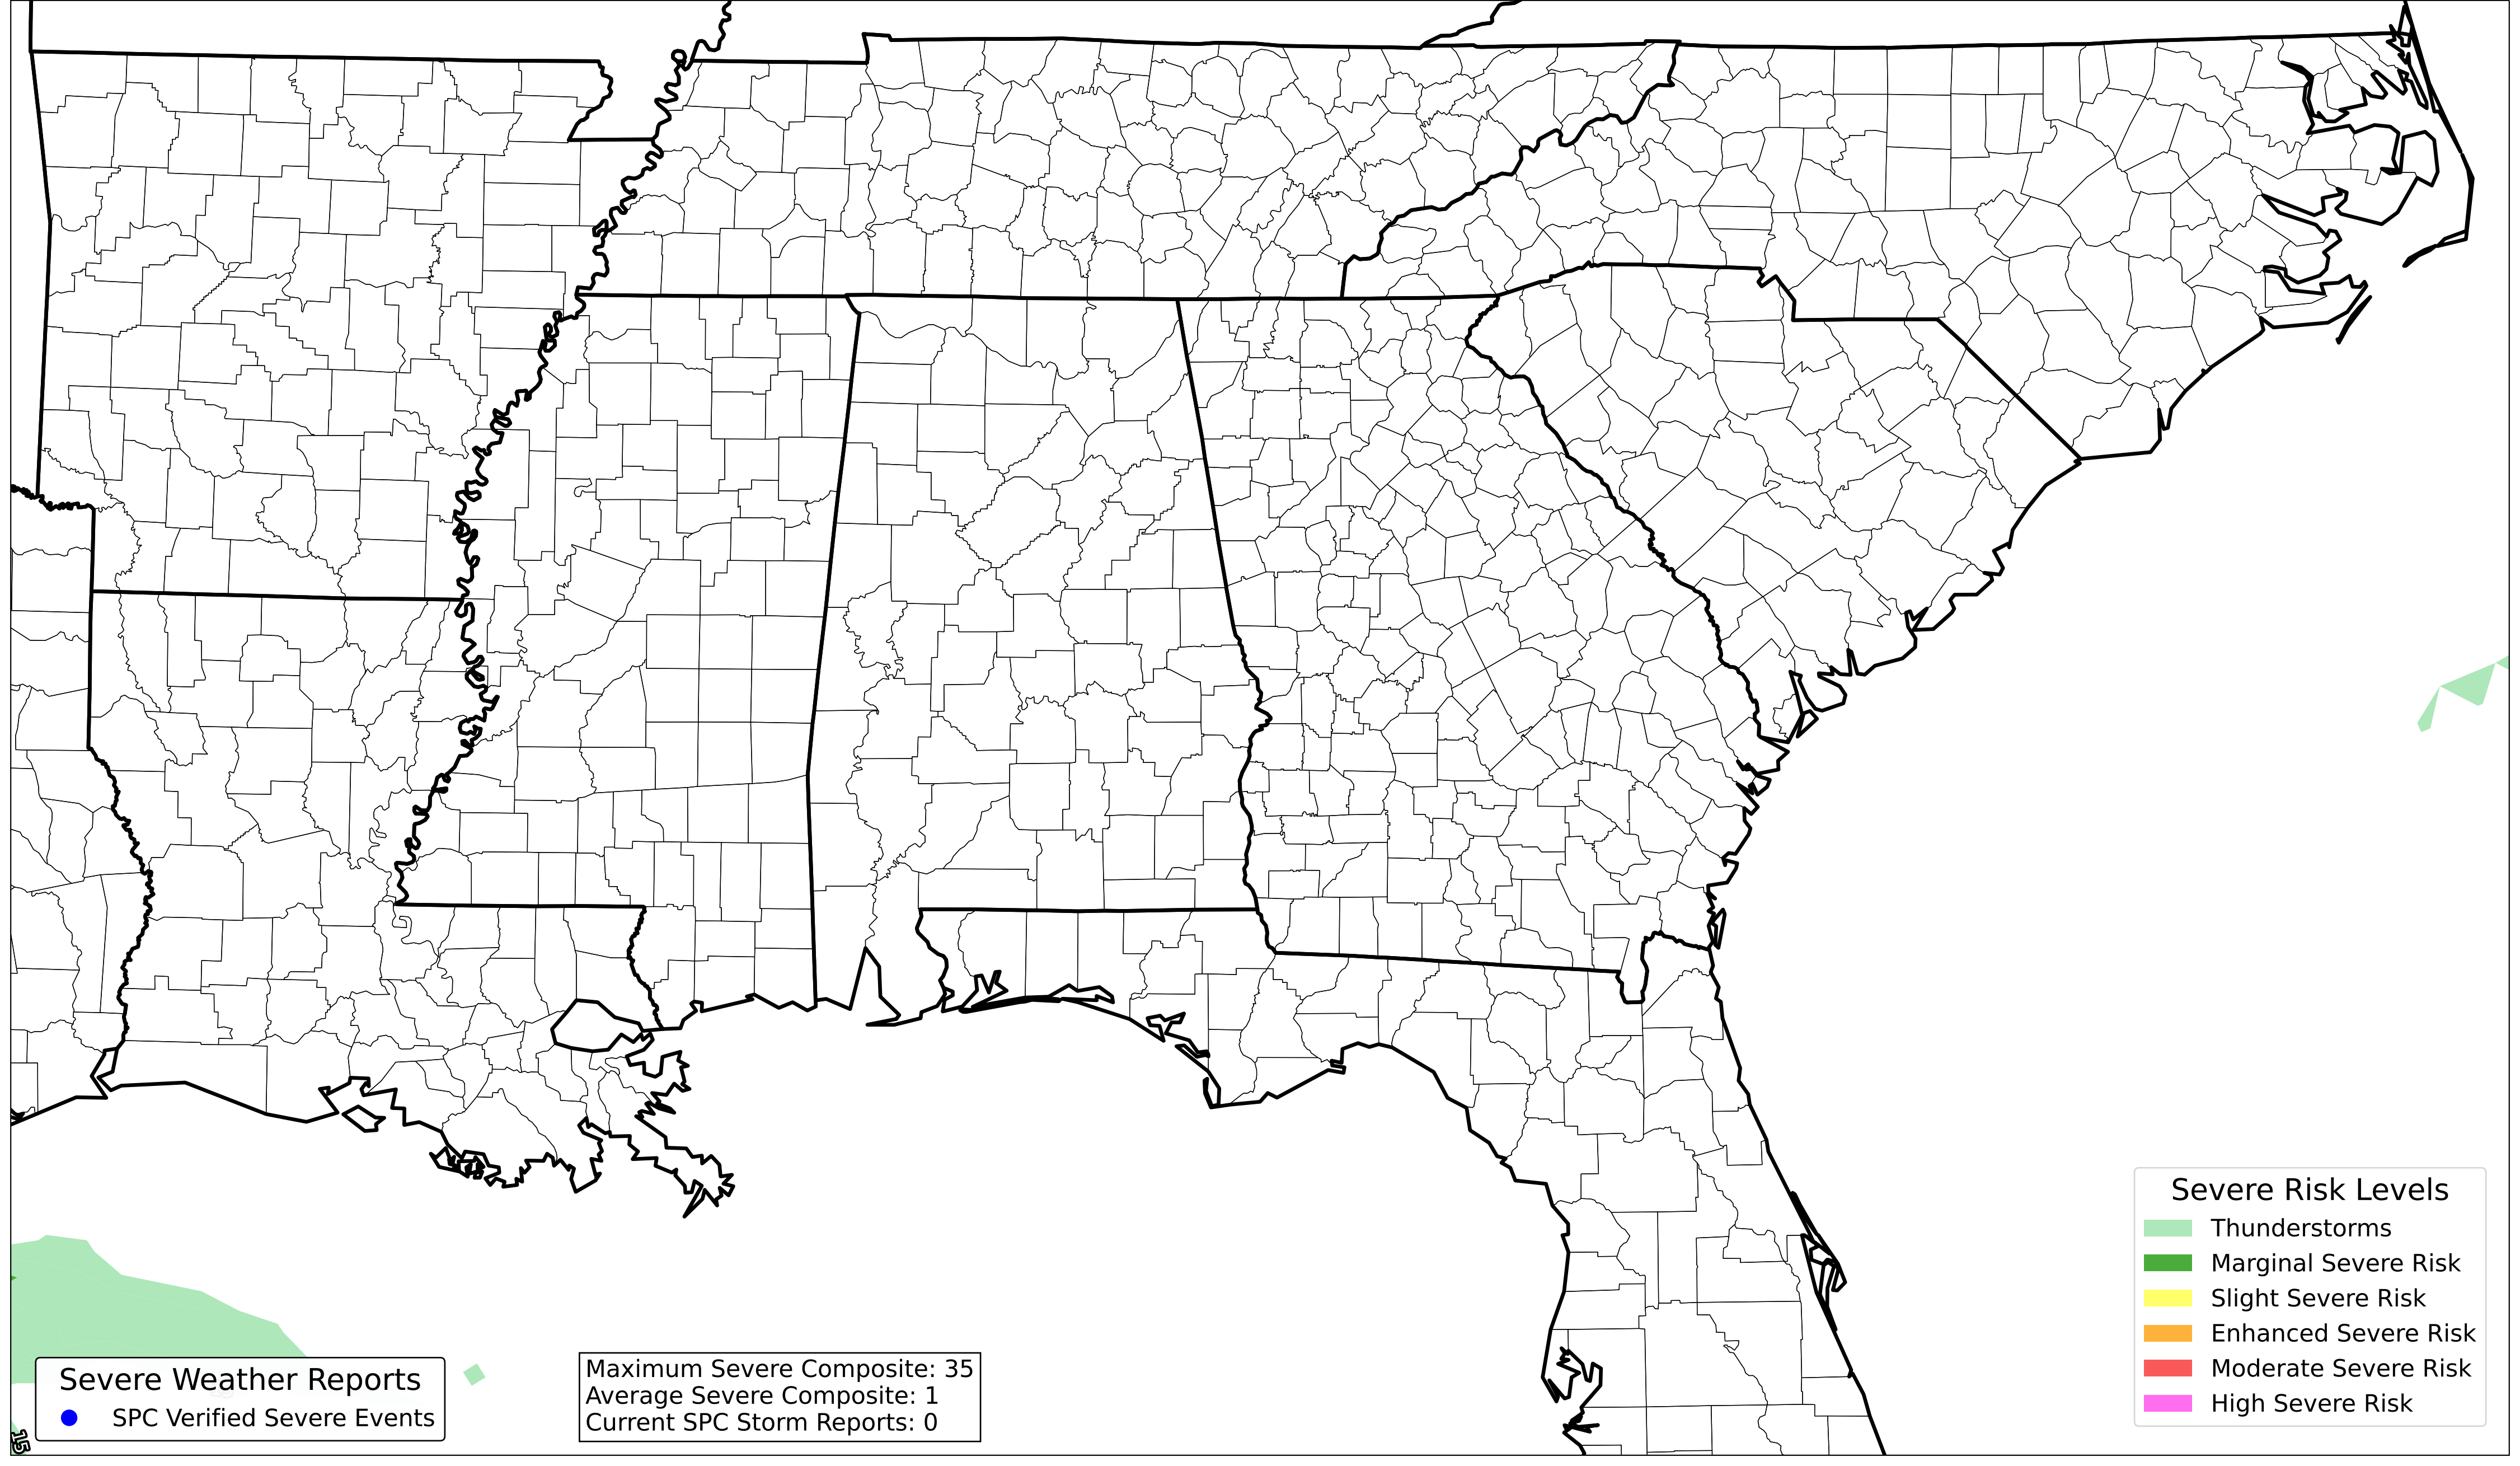 Severe Risk Levels
Thunderstorms
Marginal Severe Risk
Slight Severe Risk
Enhanced Severe Risk
Moderate Severe Risk
High Severe Risk
Severe Weather Reports
SPC Verified Severe Events
Maximum Severe Composite: 35
Average Severe Composite: 1
Current SPC Storm Reports: 0
15